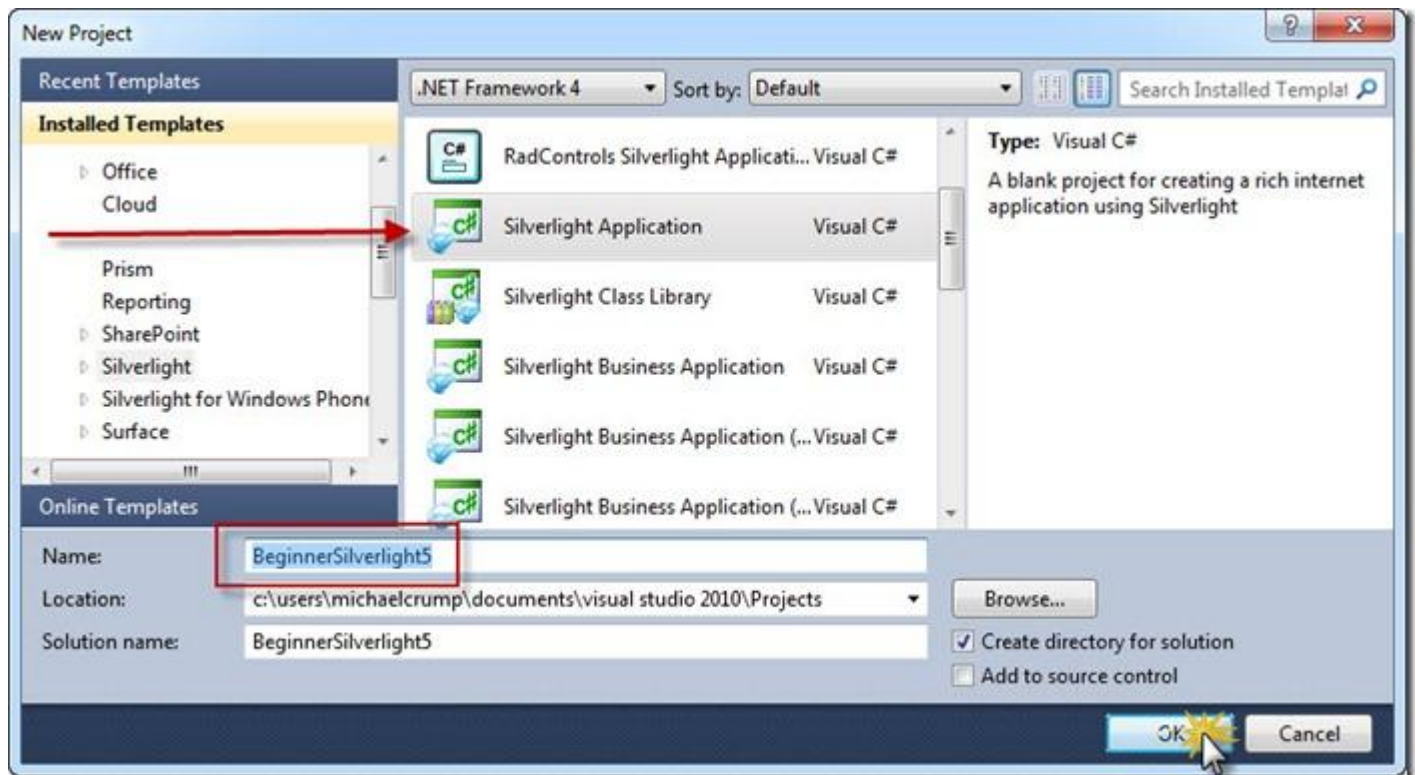 New Project
Recent Templates
Installed Templates
Office
Cloud
Prism
Reporting
SharePoint
Silverlight
Silverlight for Windows Phone
Surface
Online Templates
.NET Framework 4 Sort by: Default Search Installed Templat
C# RadControls Silverlight Applicati... Visual C#
C# Silverlight Application Visual C#
C# Silverlight Class Library Visual C#
C# Silverlight Business Application Visual C#
C# Silverlight Business Application (... Visual C#
C# Silverlight Business Application (... Visual C#
Type: Visual C#
A blank project for creating a rich internet
application using Silverlight
Name: BeginnerSilverlight5
Location: c:\users\michaelcrump\documents\visual studio 2010\Projects Browse...
Solution name: BeginnerSilverlight5 Create directory for solution
Add to source control
OK Cancel